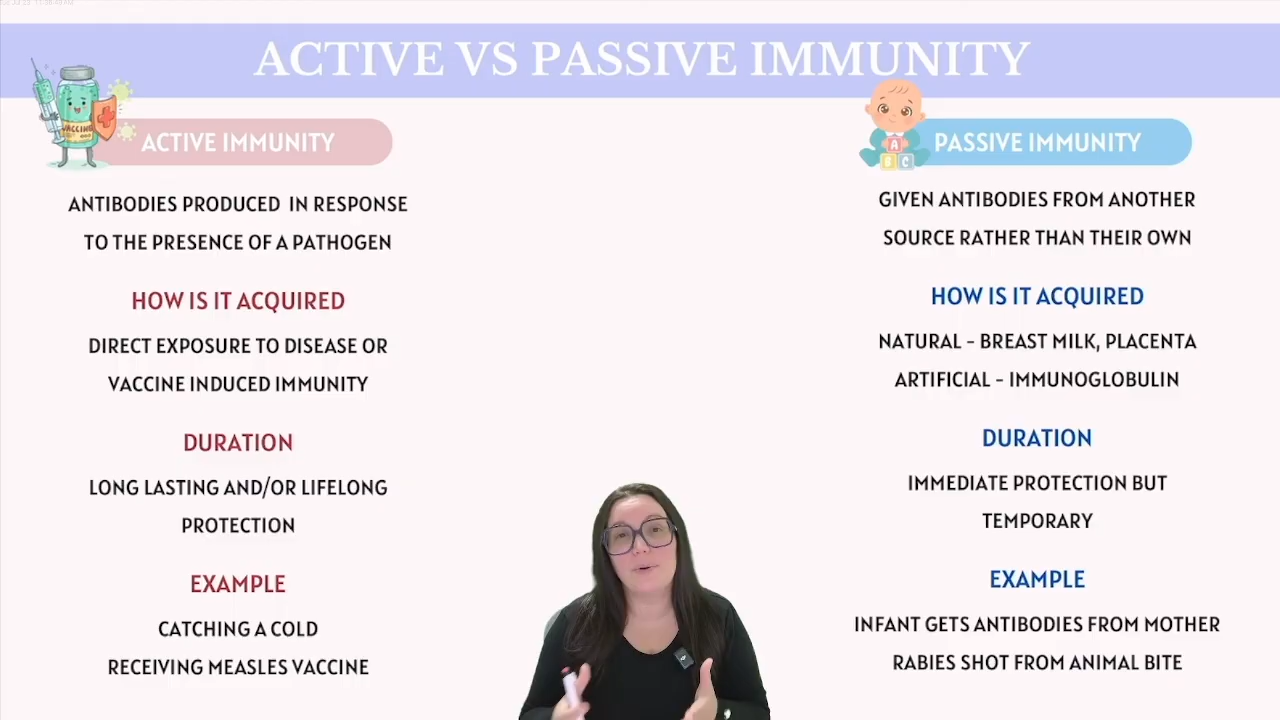 ACTIVE VS PASSIVE IMMUNITY
VACCINE
ACTIVE IMMUNITY
ANTIBODIES PRODUCED IN RESPONSE
TO THE PRESENCE OF A PATHOGEN
HOW IS IT ACQUIRED
DIRECT EXPOSURE TO DISEASE OR
VACCINE INDUCED IMMUNITY
DURATION
LONG LASTING AND/OR LIFELONG
PROTECTION
EXAMPLE
CATCHING A COLD
RECEIVING MEASLES VACCINE
A
B C
PASSIVE IMMUNITY
GIVEN ANTIBODIES FROM ANOTHER
SOURCE RATHER THAN THEIR OWN
HOW IS IT ACQUIRED
NATURAL - BREAST MILK, PLACENTA
ARTIFICIAL - IMMUNOGLOBULIN
DURATION
IMMEDIATE PROTECTION BUT
TEMPORARY
EXAMPLE
INFANT GETS ANTIBODIES FROM MOTHER
RABIES SHOT FROM ANIMAL BITE